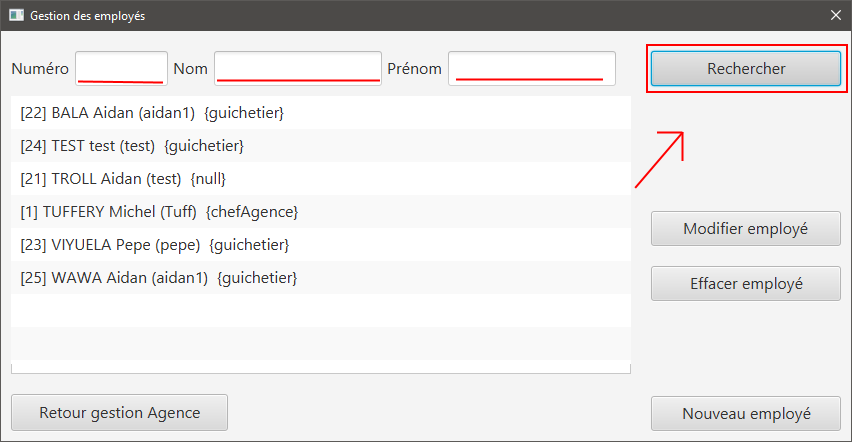 Gestion des employés
Numéro Nom Prénom Rechercher
[22] BALA Aidan (aidan1) {guichetier}
[24] TEST test (test) {guichetier}
[21] TROLL Aidan (test) {null}
[1] TUFFERY Michel (Tuff) {chefAgence}
Modifier employé
[23] VIYUELA Pepe (pepe) {guichetier}
[25] WAWA Aidan (aidan1) {guichetier}
Effacer employé
Retour gestion Agence
Nouveau employé